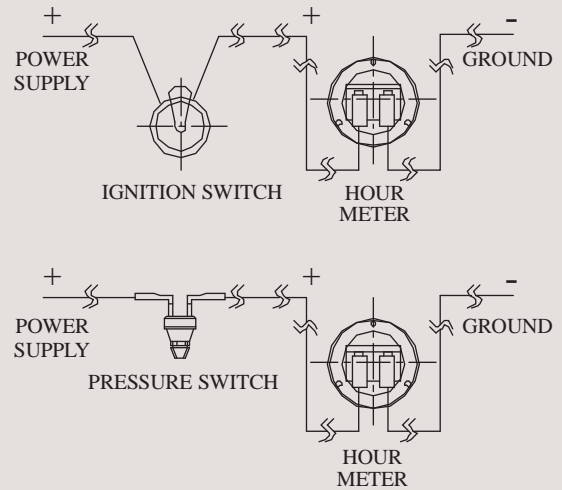 + + -
POWER
SUPPLY
GROUND
IGNITION SWITCH
HOUR
METER
+ + -
POWER
SUPPLY
GROUND
PRESSURE SWITCH
HOUR
METER